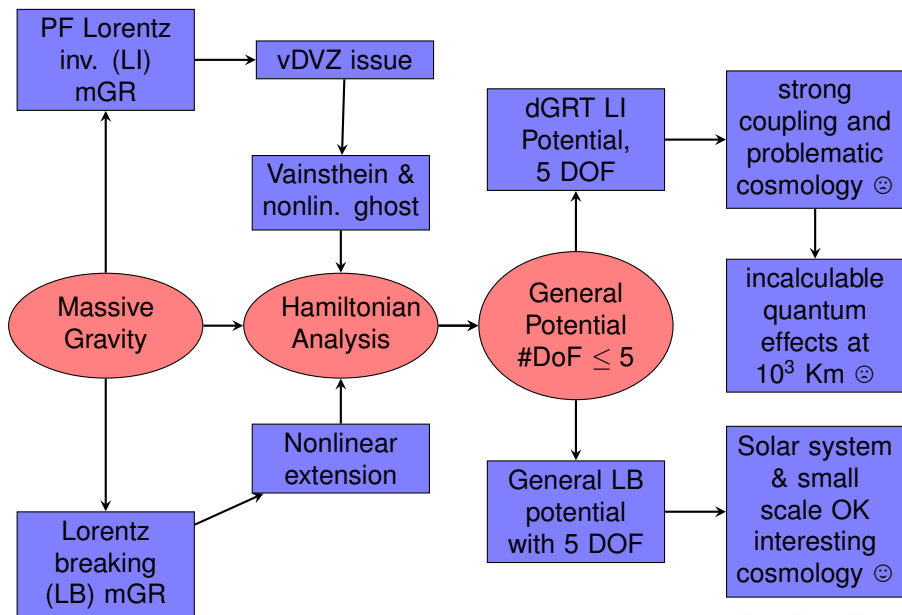 PF Lorentz
inv. (LI)
mGR
vDVZ issue
Vainsthein &
nonlin. ghost
Massive
Gravity
Hamiltonian
Analysis
Nonlinear
extension
Lorentz
breaking
(LB) mGR
dGRT LI
Potential,
5 DOF
General
Potential
#DoF ≤ 5
General LB
potential
with 5 DOF
strong
coupling and
problematic
cosmology ☹
incalculable
quantum
effects at
10³ Km ☹
Solar system
& small
scale OK
interesting
cosmology ☺